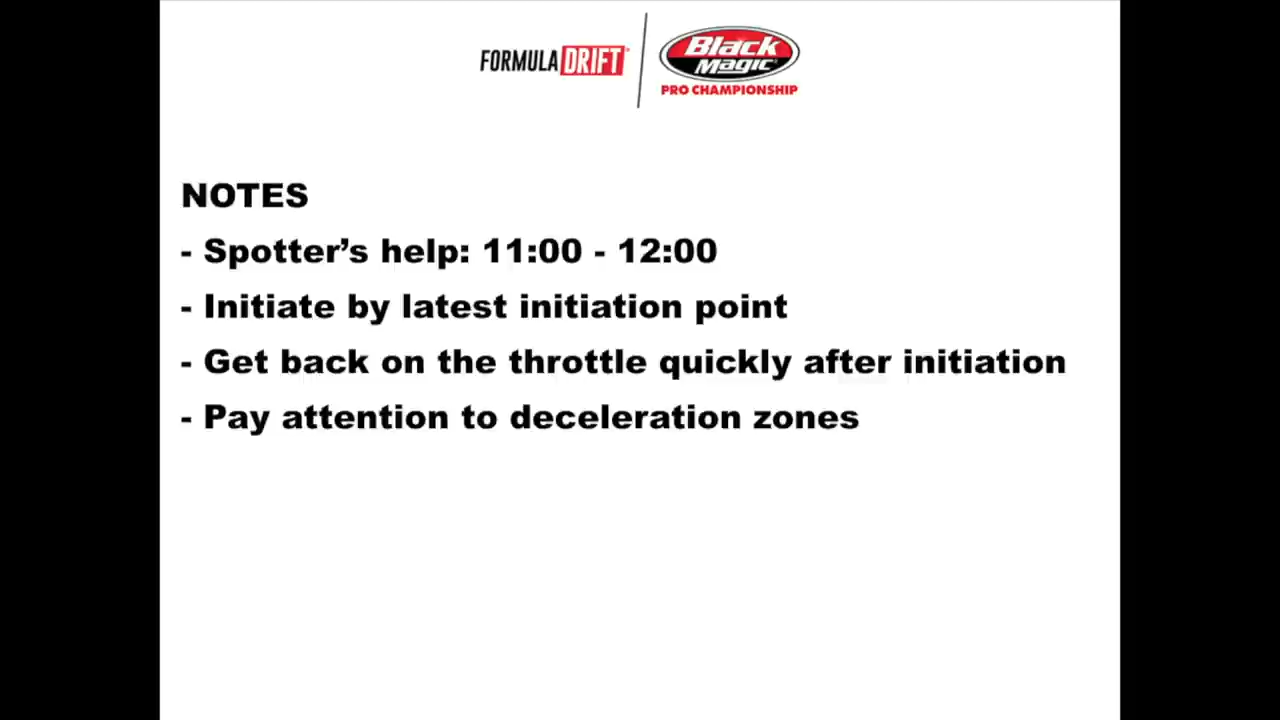 FORMULA DRIFT
Black
Magic
PRO CHAMPIONSHIP
NOTES
- Spotter’s help: 11:00 - 12:00
- Initiate by latest initiation point
- Get back on the throttle quickly after initiation
- Pay attention to deceleration zones